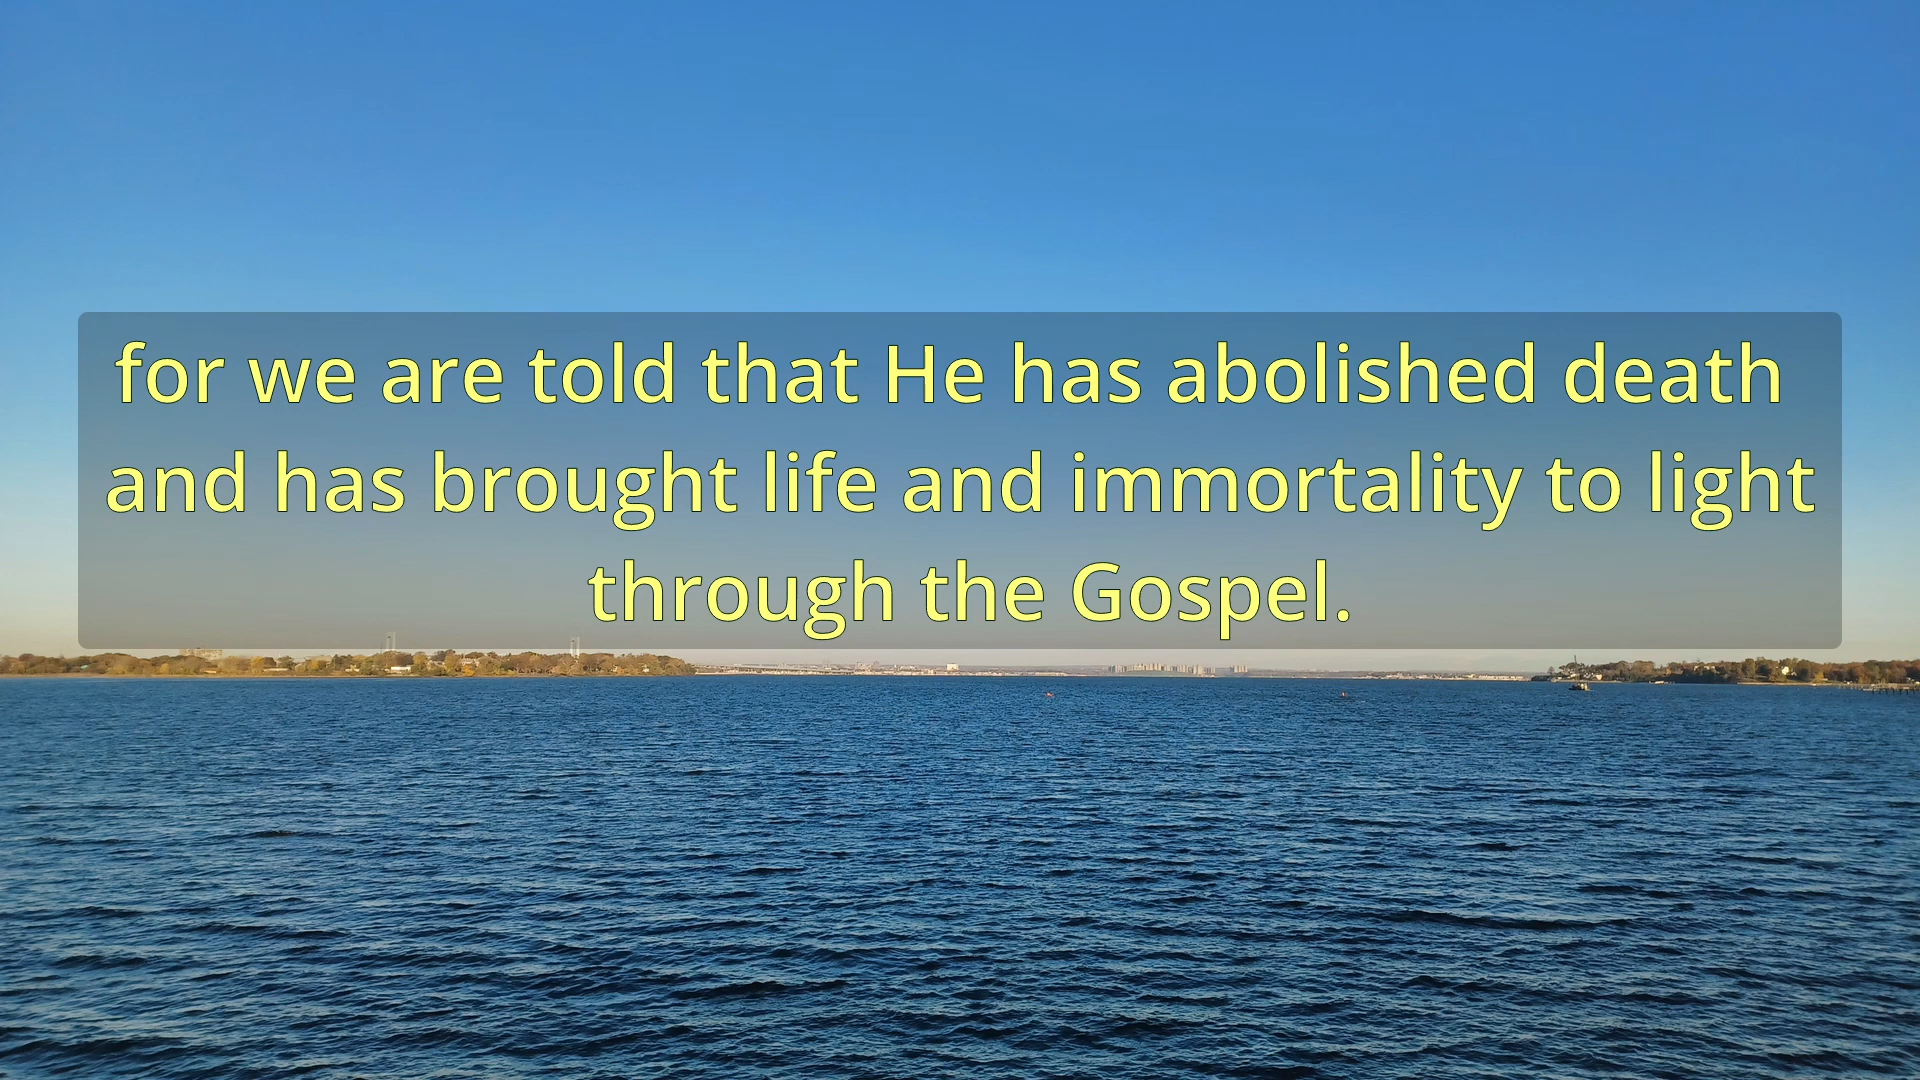 for we are told that He has abolished death
and has brought life and immortality to light
through the Gospel.